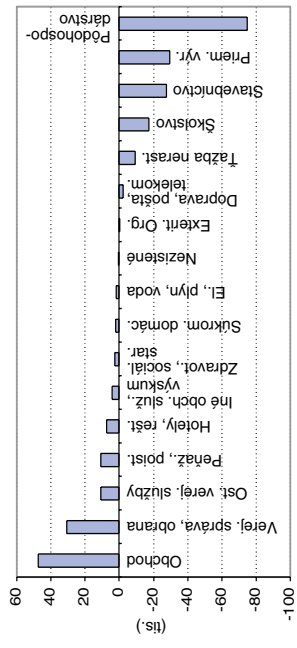 (tis.)
60
40
20
0
-20
-40
-60
-80
-100
Obchod
Verej. správa, obrana
Ost. verej. služby
Peňaž., poist.
Hotely, rešt.
Iné obch. služ.,
výskum
Zdravot., sociál.
star.
Súkrom. domác.
El., plyn, voda
Nezistené
Exterit. Org.
Doprava, pošta,
telekom.
Ťažba nerast.
Školstvo
Stavebníctvo
Priem. výr.
Pôdohospo-
dárstvo